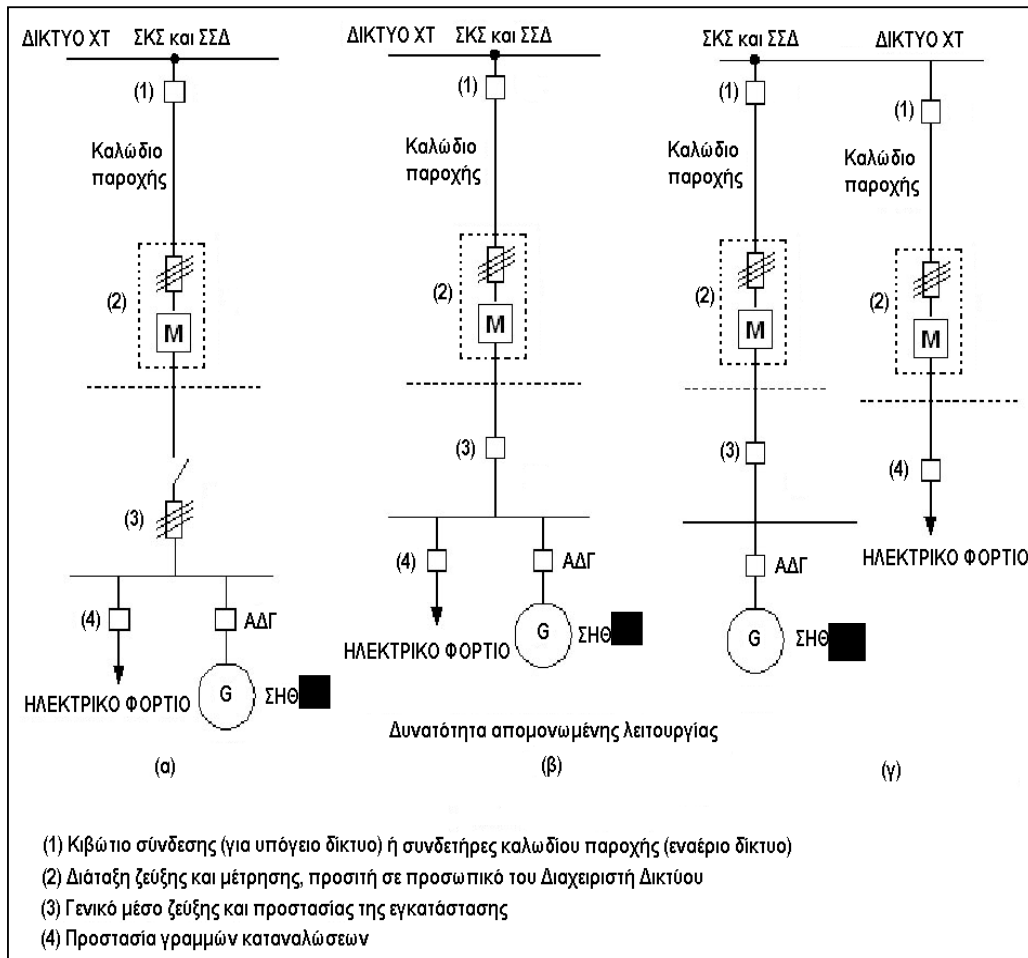 ΔΙΚΤΥΟ ΧΤ ΣΚΣ και ΣΣΔ
(1)
Καλώδιο
παροχής
(2)
M
(3)
(4)
ΑΔΓ
ΗΛΕΚΤΡΙΚΟ ΦΟΡΤΙΟ
G
ΣΗΘ
(α)
ΔΙΚΤΥΟ ΧΤ ΣΚΣ και ΣΣΔ
(1)
Καλώδιο
παροχής
(2)
M
(3)
(4)
ΑΔΓ
ΗΛΕΚΤΡΙΚΟ ΦΟΡΤΙΟ
G
ΣΗΘ
Δυνατότητα απομονωμένης λειτουργίας
(β)
ΣΚΣ και ΣΣΔ
(1)
Καλώδιο
παροχής
(2)
M
(3)
ΑΔΓ
G
ΣΗΘ
ΔΙΚΤΥΟ ΧΤ
(1)
Καλώδιο
παροχής
(2)
M
(4)
ΗΛΕΚΤΡΙΚΟ ΦΟΡΤΙΟ
(γ)
(1) Κιβώτιο σύνδεσης (για υπόγειο δίκτυο) ή συνδετήρες καλωδίου παροχής (εναέριο δίκτυο)
(2) Διάταξη ζεύξης και μέτρησης, προσιτή σε προσωπικό του Διαχειριστή Δικτύου
(3) Γενικό μέσο ζεύξης και προστασίας της εγκατάστασης
(4) Προστασία γραμμών καταναλώσεων